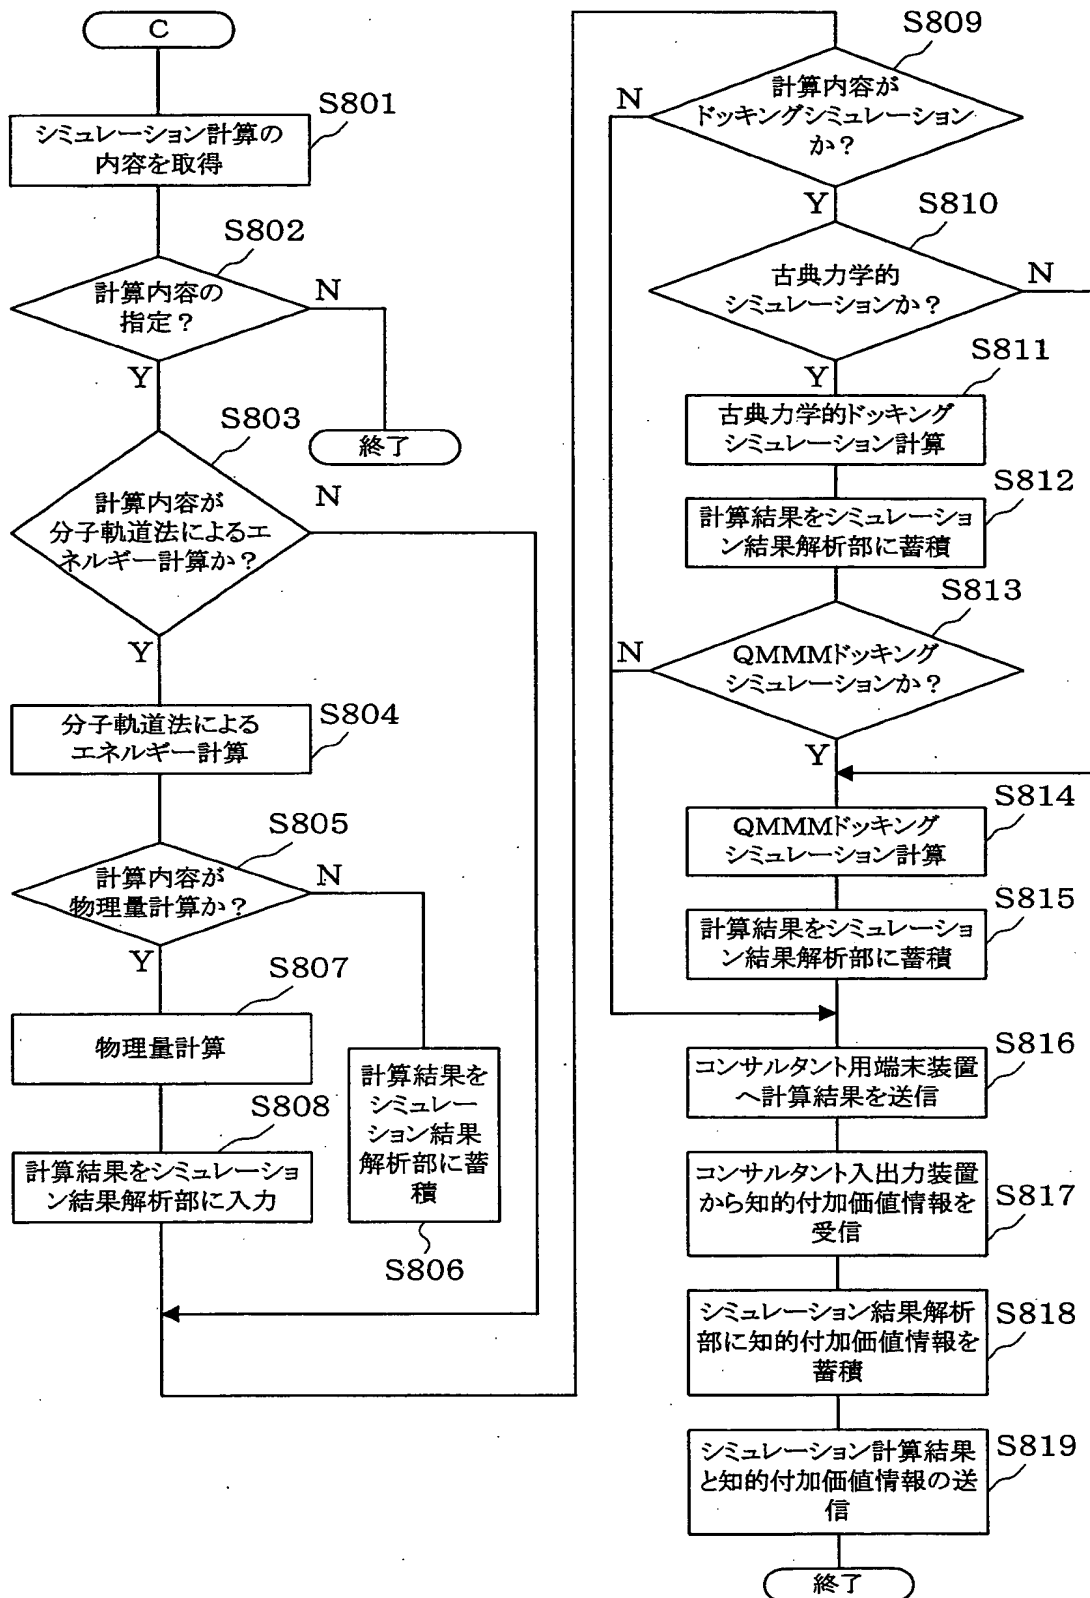 C
S801
シミュレーション計算の
内容を取得
S802
計算内容の
指定?
N
Y
終了
S803
計算内容が
分子軌道法によるエ
ネルギー計算か?
N
Y
S804
分子軌道法による
エネルギー計算
S805
計算内容が
物理量計算か?
N
Y
S807
物理量計算
S808
計算結果をシミュレーショ
ン結果解析部に入力
計算結果を
シミュレー
ション結果
解析部に蓄
積
S806
S809
計算内容が
ドッキングシミュレーション
か?
N
Y
S810
古典力学的
シミュレーションか?
N
Y
S811
古典力学的ドッキング
シミュレーション計算
S812
計算結果をシミュレーショ
ン結果解析部に蓄積
S813
QMMMドッキング
シミュレーションか?
N
Y
S814
QMMMドッキング
シミュレーション計算
S815
計算結果をシミュレーショ
ン結果解析部に蓄積
S816
コンサルタント用端末装置
へ計算結果を送信
S817
コンサルタント入出力装置
から知的付加価値情報を
受信
S818
シミュレーション結果解析
部に知的付加価値情報を
蓄積
S819
シミュレーション計算結果
と知的付加価値情報の送
信
終了